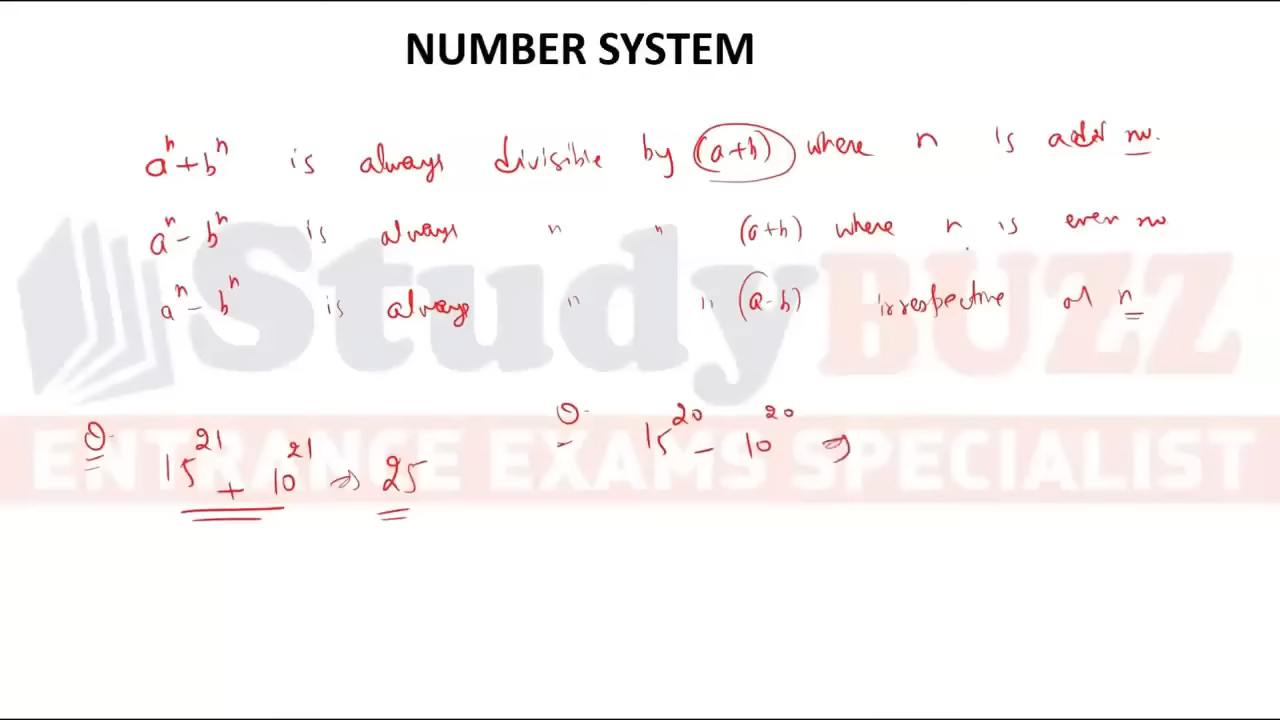 NUMBER SYSTEM
aⁿ + bⁿ is always divisible by (a+b) where n is odd no.
aⁿ - bⁿ is always " " (a+b) where n is even no
aⁿ - bⁿ is always " " (a-b) irrespective of n
StudyBUZZ
ENTRANCE EXAMS SPECIALIST
Q. 15²¹ + 10²¹ ⇒ 25
Q. 15²⁰ - 10²⁰ ⇒